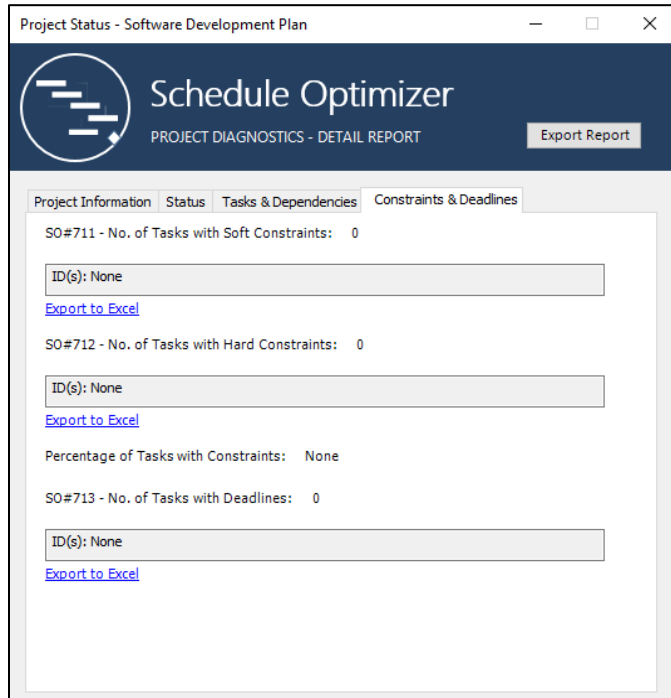 Project Status - Software Development Plan
Schedule Optimizer
PROJECT DIAGNOSTICS - DETAIL REPORT
Export Report
Project Information Status Tasks & Dependencies Constraints & Deadlines
SO#711 - No. of Tasks with Soft Constraints: 0
ID(s): None
Export to Excel
SO#712 - No. of Tasks with Hard Constraints: 0
ID(s): None
Export to Excel
Percentage of Tasks with Constraints: None
SO#713 - No. of Tasks with Deadlines: 0
ID(s): None
Export to Excel